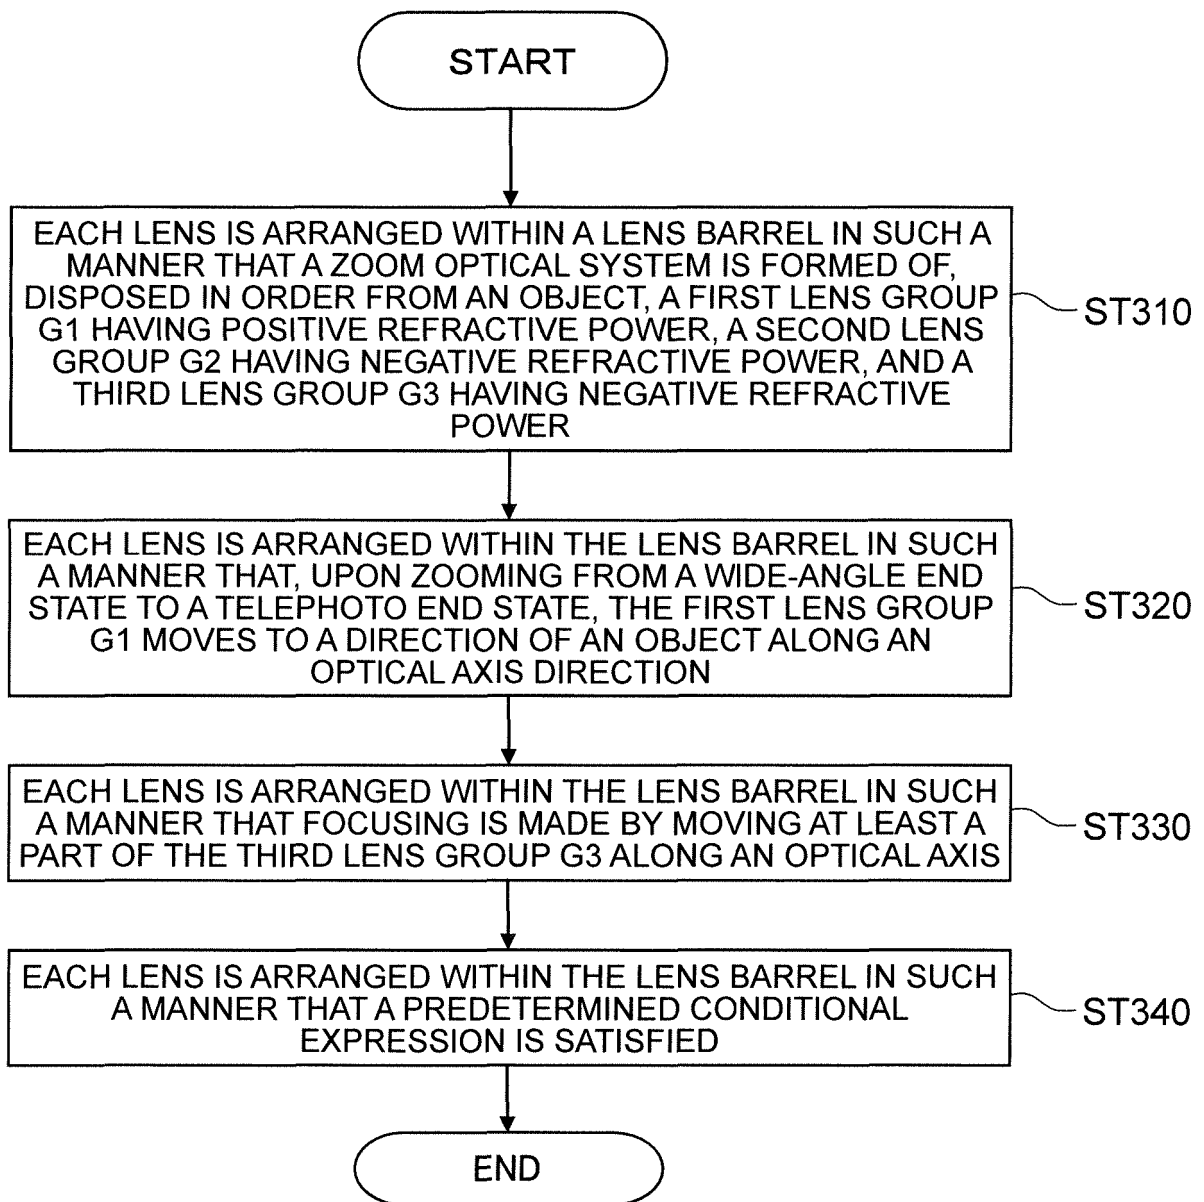 START
EACH LENS IS ARRANGED WITHIN A LENS BARREL IN SUCH A
MANNER THAT A ZOOM OPTICAL SYSTEM IS FORMED OF,
DISPOSED IN ORDER FROM AN OBJECT, A FIRST LENS GROUP
G1 HAVING POSITIVE REFRACTIVE POWER, A SECOND LENS
GROUP G2 HAVING NEGATIVE REFRACTIVE POWER, AND A
THIRD LENS GROUP G3 HAVING NEGATIVE REFRACTIVE
POWER
ST310
EACH LENS IS ARRANGED WITHIN THE LENS BARREL IN SUCH
A MANNER THAT, UPON ZOOMING FROM A WIDE-ANGLE END
STATE TO A TELEPHOTO END STATE, THE FIRST LENS GROUP
G1 MOVES TO A DIRECTION OF AN OBJECT ALONG AN
OPTICAL AXIS DIRECTION
ST320
EACH LENS IS ARRANGED WITHIN THE LENS BARREL IN SUCH
A MANNER THAT FOCUSING IS MADE BY MOVING AT LEAST A
PART OF THE THIRD LENS GROUP G3 ALONG AN OPTICAL AXIS
ST330
EACH LENS IS ARRANGED WITHIN THE LENS BARREL IN SUCH
A MANNER THAT A PREDETERMINED CONDITIONAL
EXPRESSION IS SATISFIED
ST340
END